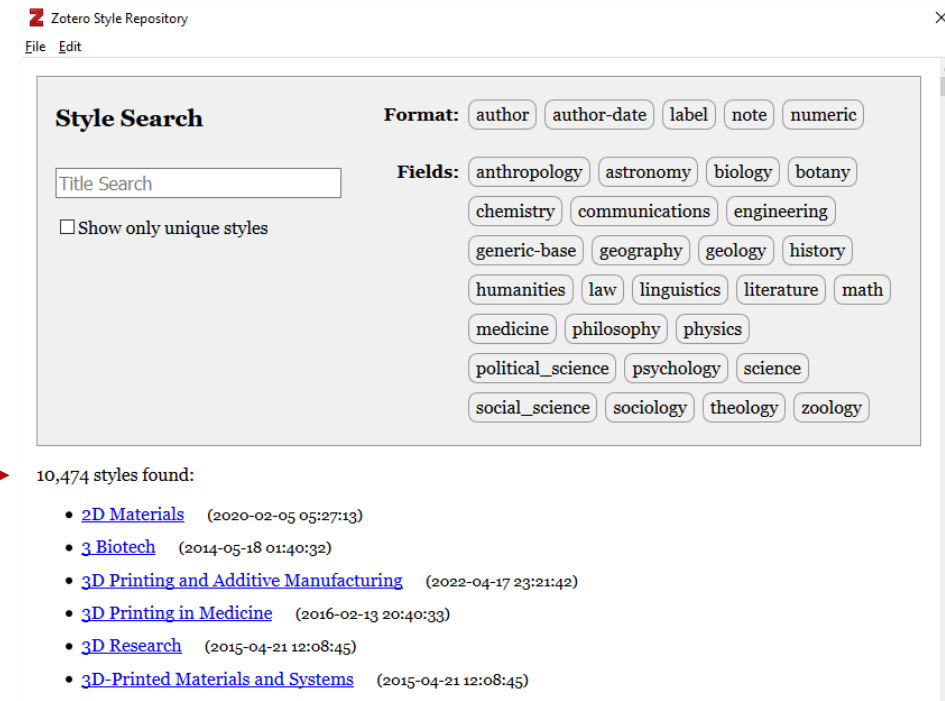 Zotero Style Repository
File Edit
Style Search
Title Search
Show only unique styles
Format: author author-date label note numeric
Fields: anthropology astronomy biology botany
chemistry communications engineering
generic-base geography geology history
humanities law linguistics literature math
medicine philosophy physics
political_science psychology science
social_science sociology theology zoology
10,474 styles found:
2D Materials (2020-02-05 05:27:13)
3 Biotech (2014-05-18 01:40:32)
3D Printing and Additive Manufacturing (2022-04-17 23:21:42)
3D Printing in Medicine (2016-02-13 20:40:33)
3D Research (2015-04-21 12:08:45)
3D-Printed Materials and Systems (2015-04-21 12:08:45)